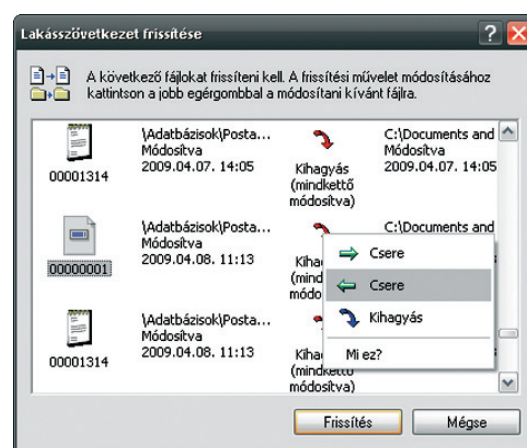 Lakásszövetkezet frissítése
A következő fájlokat frissíteni kell. A frissítési művelet módosításához
kattintson a jobb egérgombbal a módosítani kívánt fájlra.
\Adatbázisok\Posta...
Módosítva
2009.04.07. 14:05
00001314
Kihagyás
(mindkettő
módosítva)
C:\Documents and
Módosítva
2009.04.07. 14:05
\Adatbázisok\Posta...
Módosítva
2009.04.08. 11:13
00000001
C:\Documents and
Csere
Csere
Kihagyás
Mi ez?
\Adatbázisok\Posta...
Módosítva
2009.04.08. 11:13
00001314
(mindkettő
módosítva)
Frissítés
Mégse